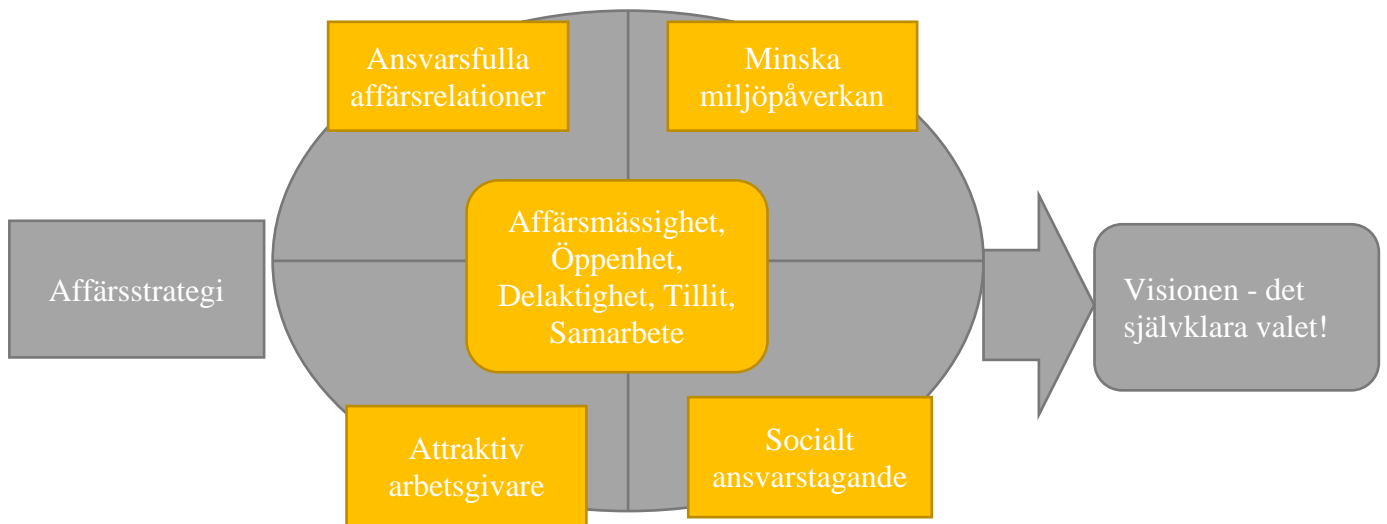 Ansvarsfulla
affärsrelationer
Minska
miljöpåverkan
Affärsstrategi
Affärsmässighet,
Öppenhet,
Delaktighet, Tillit,
Samarbete
Visionen - det
självklara valet!
Attraktiv
arbetsgivare
Socialt
ansvarstagande